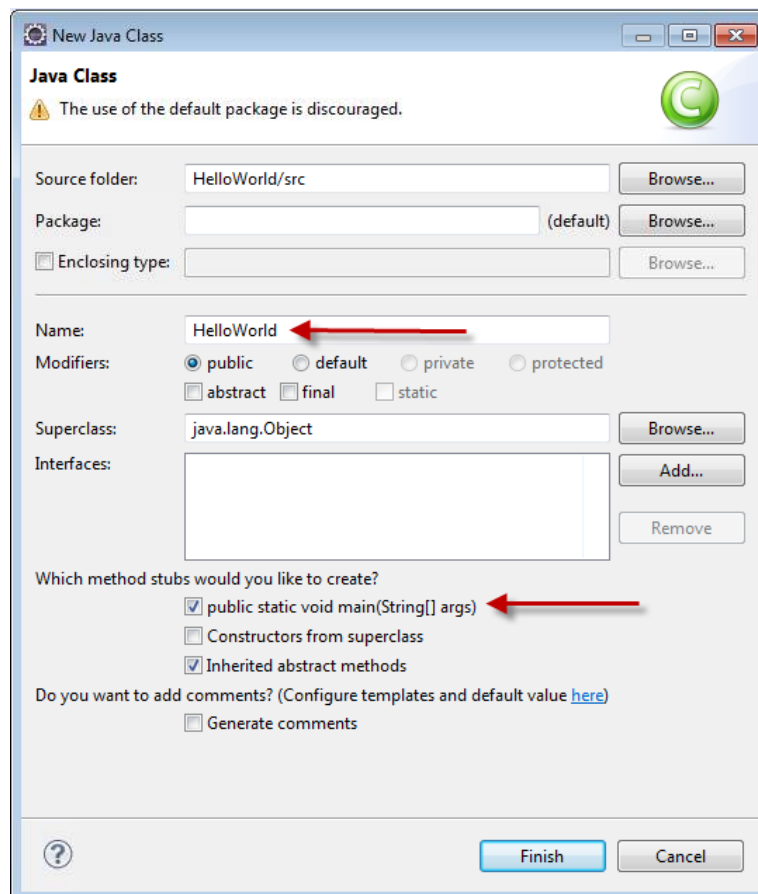 New Java Class
Java Class
The use of the default package is discouraged.
Source folder: HelloWorld/src Browse...
Package: (default) Browse...
Enclosing type: Browse...
Name: HelloWorld
Modifiers: public default private protected
abstract final static
Superclass: java.lang.Object Browse...
Interfaces: Add...
Remove
Which method stubs would you like to create?
public static void main(String[] args)
Constructors from superclass
Inherited abstract methods
Do you want to add comments? (Configure templates and default value here)
Generate comments
? Finish Cancel